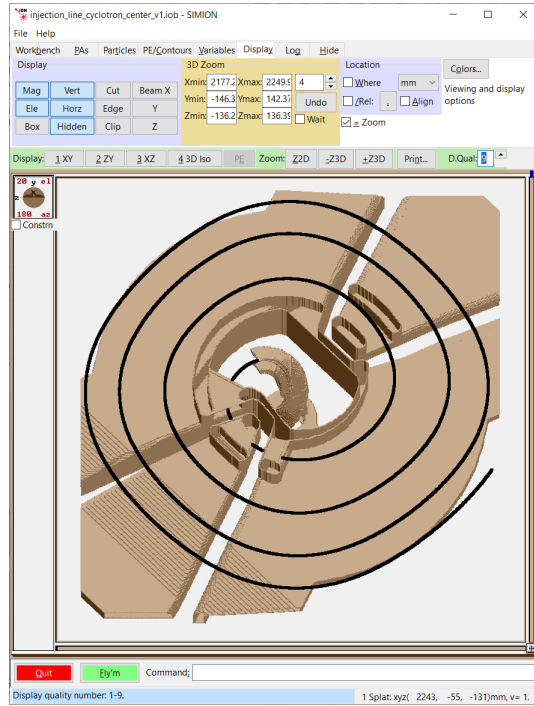 injection_line_cyclotron_center_v1.iob - SIMION
File Help
Workbench PAs Particles PE/Contours Variables Display Log Hide
Display 3D Zoom Location
Mag Vert Cut Beam X
Ele Horz Edge Y
Box Hidden Clip Z
Xmin: 2177.2 Xmax: 2249.9 4
Ymin: -146.3 Ymax: 142.37 Undo
Zmin: -136.2 Zmax: 136.39 Wait
Where mm
/Rel: . Align
= Zoom
Colors...
Viewing and display
options
Display: 1 XY 2 ZY 3 XZ 4 3D Iso PE Zoom: Z2D -Z3D ±Z3D Print... D.Qual: 9
20 y el
z x
180 az
Constrn
Quit Fly'm Command:
Display quality number: 1-9. 1 Splat: xyz( 2243, -55, -131)mm, v= 1.